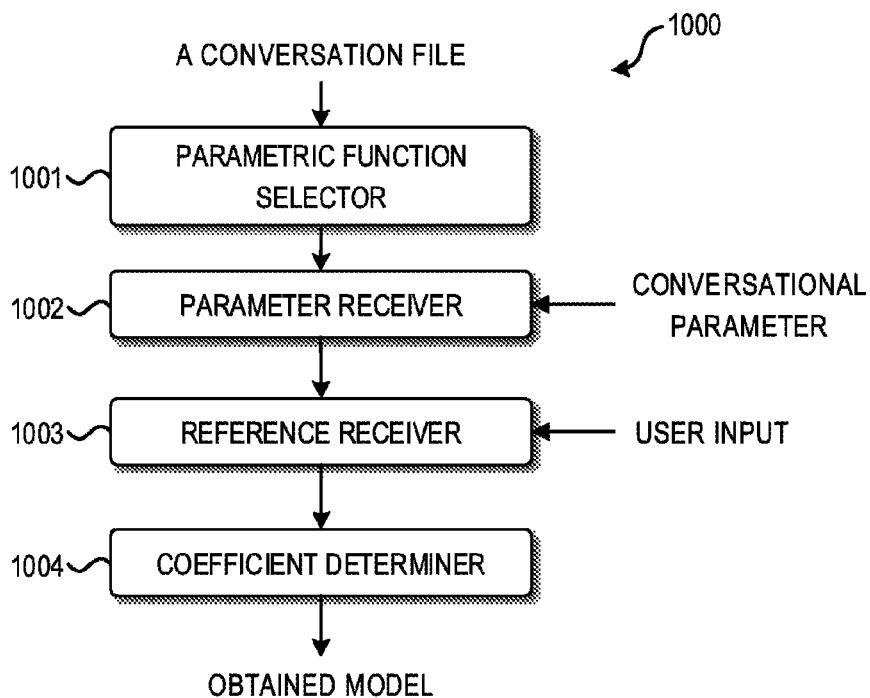 1000
A CONVERSATION FILE
1001
PARAMETRIC FUNCTION
SELECTOR
1002
PARAMETER RECEIVER
CONVERSATIONAL
PARAMETER
1003
REFERENCE RECEIVER
USER INPUT
1004
COEFFICIENT DETERMINER
OBTAINED MODEL